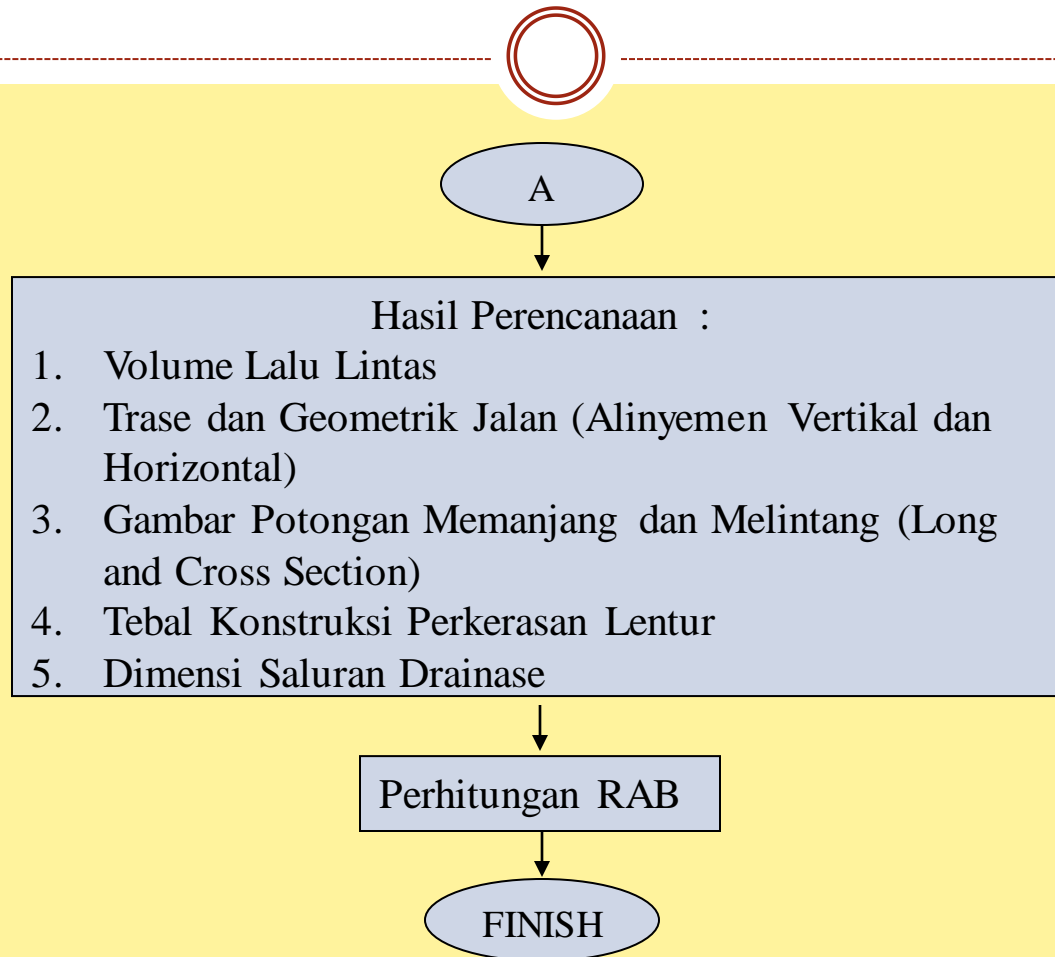 A
Hasil Perencanaan :
1. Volume Lalu Lintas
2. Trase dan Geometrik Jalan (Alinyemen Vertikal dan
Horizontal)
3. Gambar Potongan Memanjang dan Melintang (Long
and Cross Section)
4. Tebal Konstruksi Perkerasan Lentur
5. Dimensi Saluran Drainase
Perhitungan RAB
FINISH